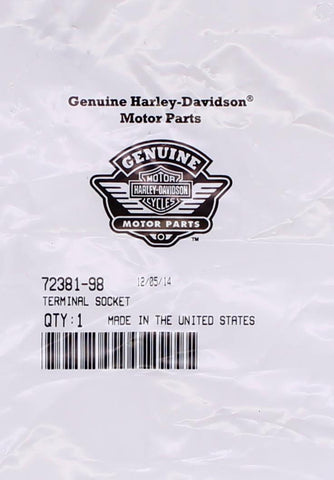 Genuine Harley-Davidson®
Motor Parts
GENUINE
MOTOR
HARLEY-DAVIDSON
CYCLES
MOTOR PARTS
™
72381-98 12/05/14
TERMINAL SOCKET
QTY:1 MADE IN THE UNITED STATES